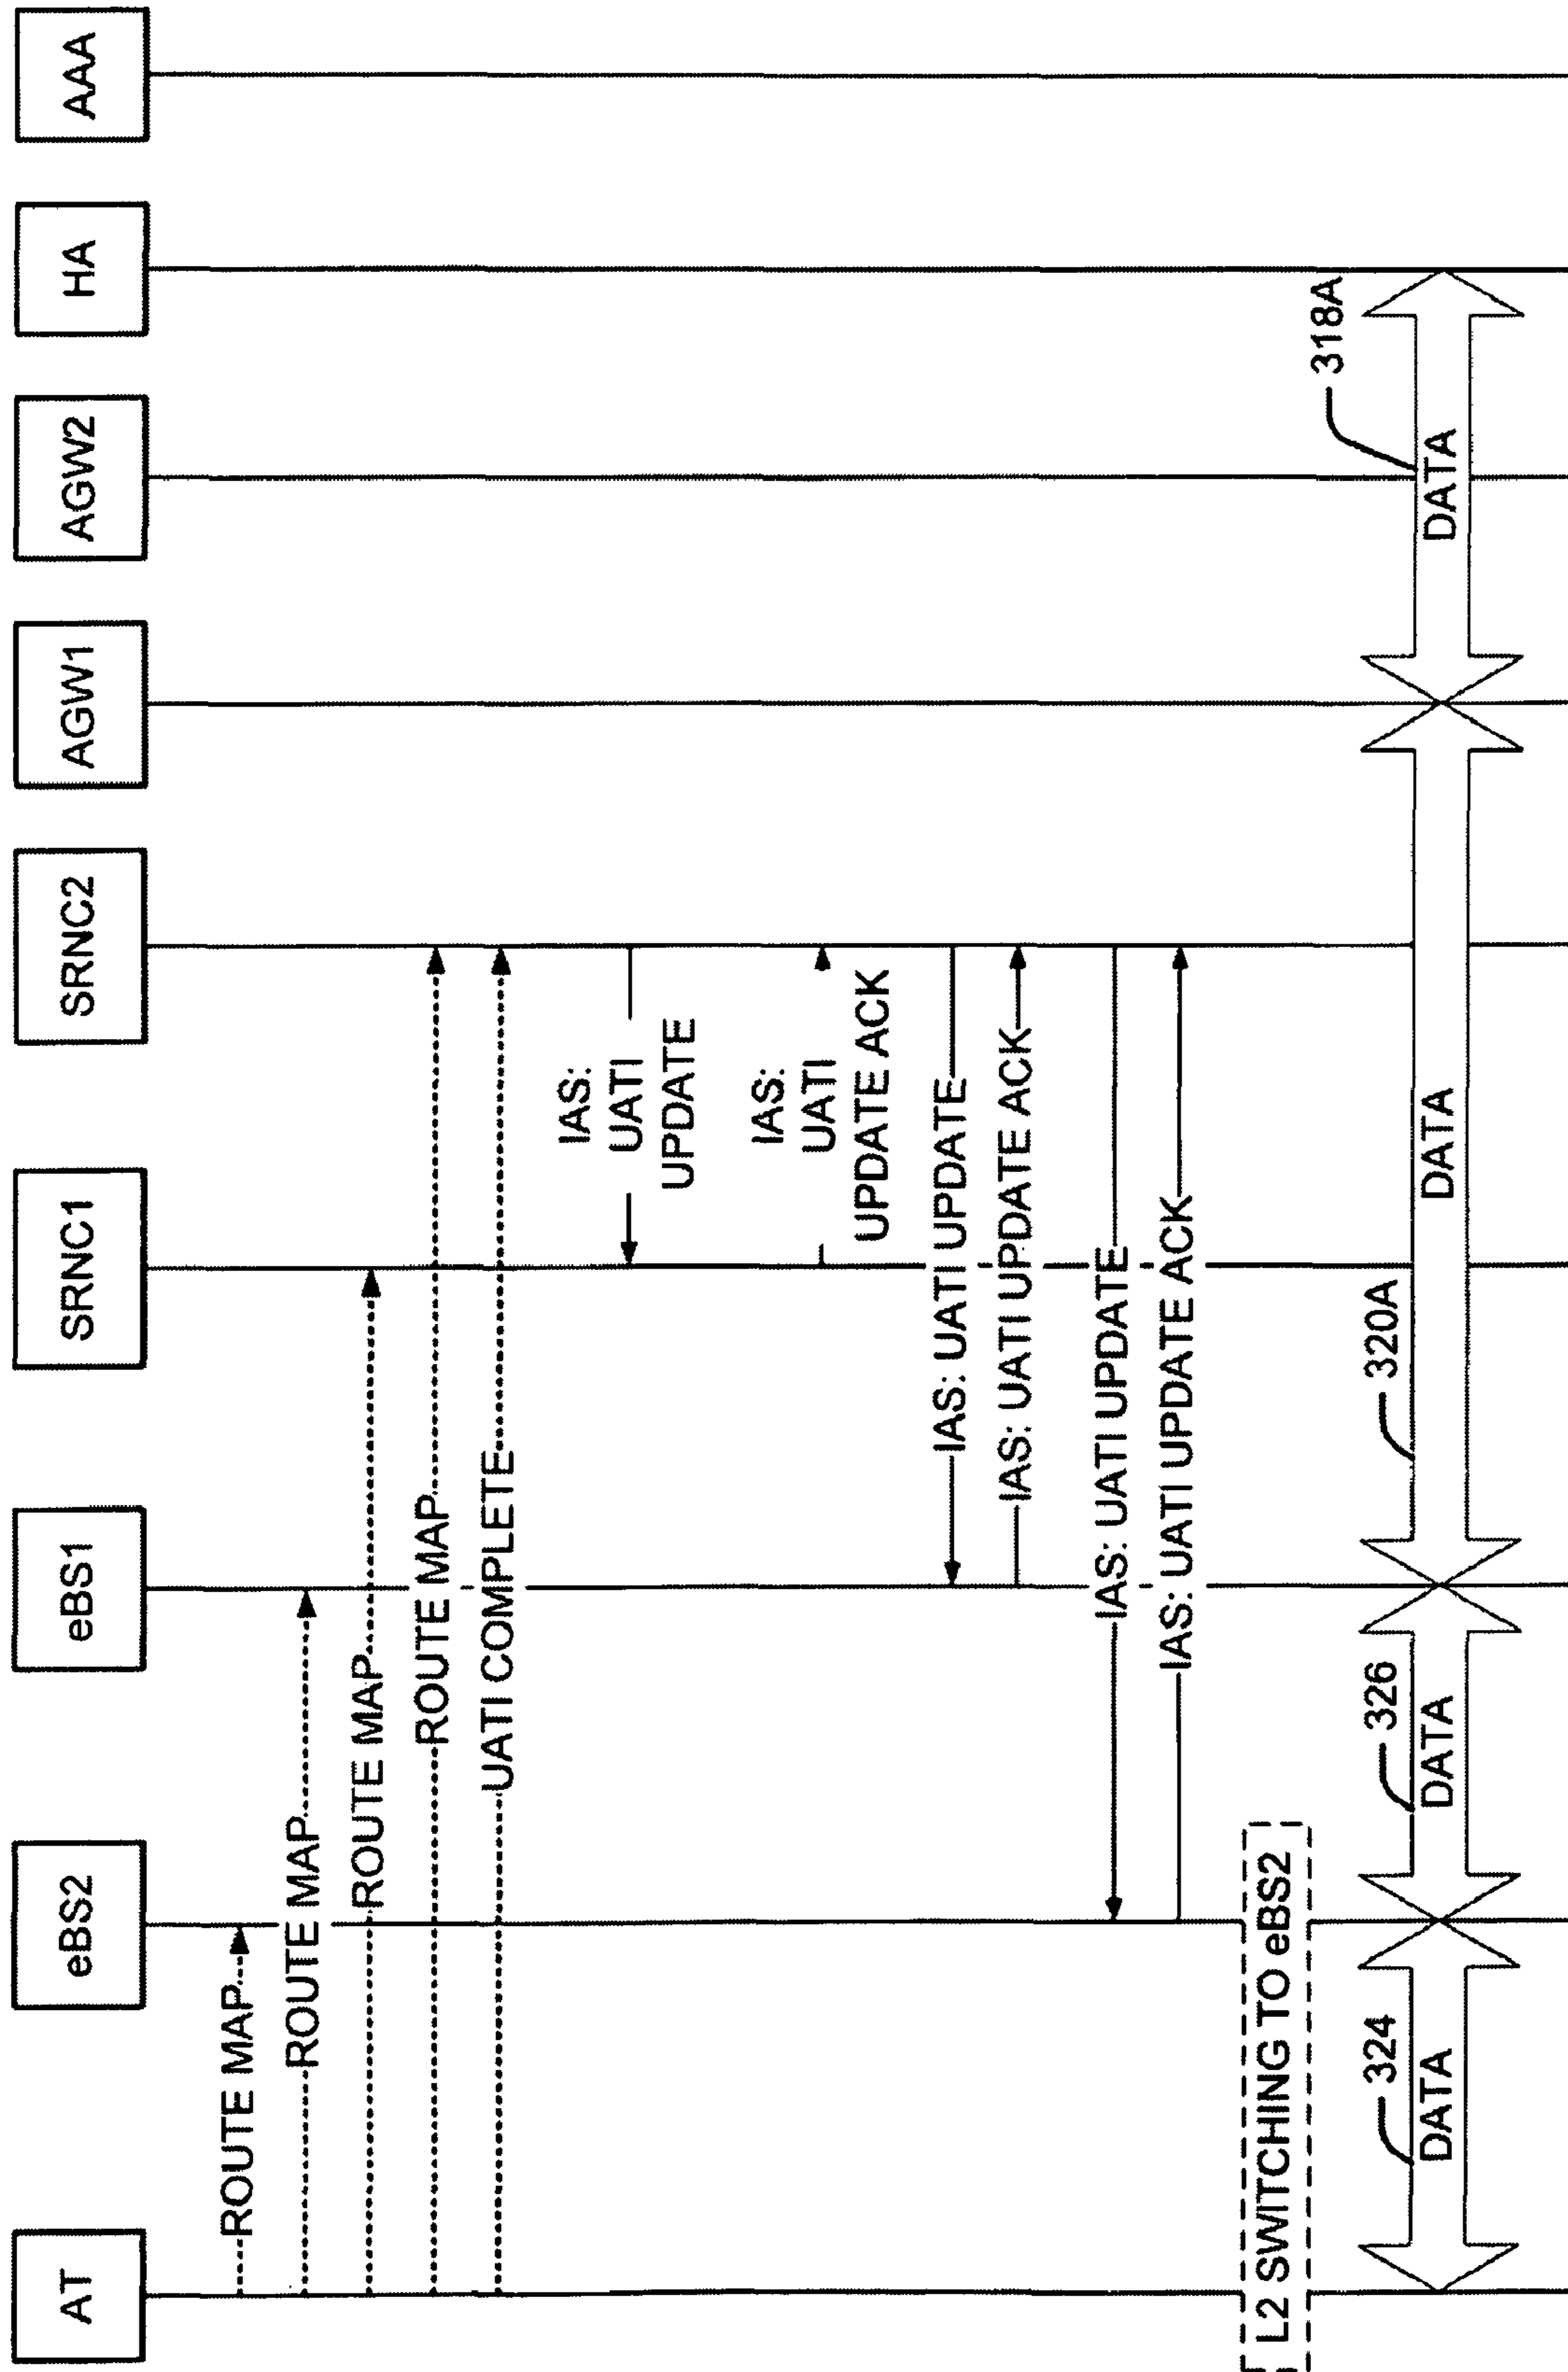 AT
eBS2
eBS1
SRNC1
SRNC2
AGW1
AGW2
HA
AAA
ROUTE MAP
ROUTE MAP
ROUTE MAP
ROUTE MAP
UATI COMPLETE
IAS:
UATI
UPDATE
IAS:
UATI
UPDATE ACK
IAS: UATI UPDATE
IAS: UATI UPDATE ACK
IAS: UATI UPDATE
IAS: UATI UPDATE ACK
L2 SWITCHING TO eBS2
324
326
320A
318A
DATA
DATA
DATA
DATA